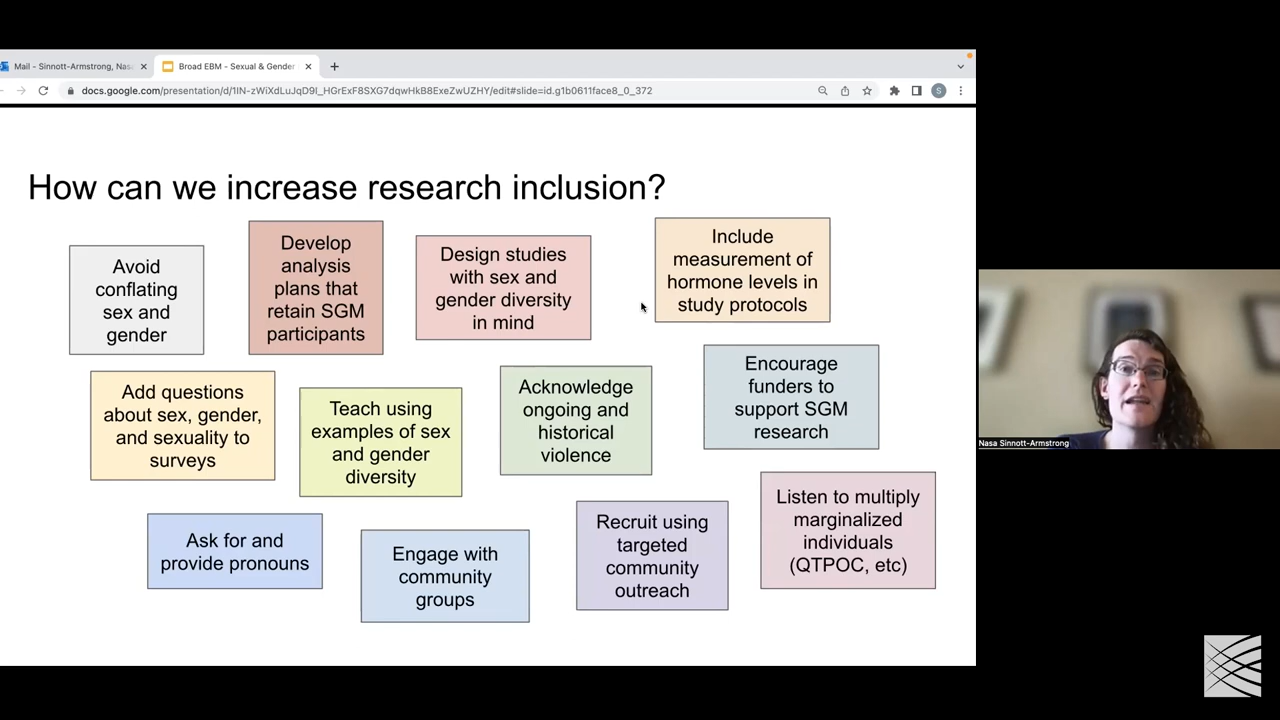 Mail - Sinnott-Armstrong, Nas
Broad EBM - Sexual & Gender
docs.google.com/presentation/d/1IN-zWiXdLuJqD9I_HGrExF8SXG7dqwHkB8ExeZwUZHY/edit#slide=id.g1b0611face8_0_372
S
How can we increase research inclusion?
Avoid
conflating
sex and
gender
Develop
analysis
plans that
retain SGM
participants
Design studies
with sex and
gender diversity
in mind
Include
measurement of
hormone levels in
study protocols
Add questions
about sex, gender,
and sexuality to
surveys
Teach using
examples of sex
and gender
diversity
Acknowledge
ongoing and
historical
violence
Encourage
funders to
support SGM
research
Ask for and
provide pronouns
Engage with
community
groups
Recruit using
targeted
community
outreach
Listen to multiply
marginalized
individuals
(QTPOC, etc)
Nasa Sinnott-Armstrong